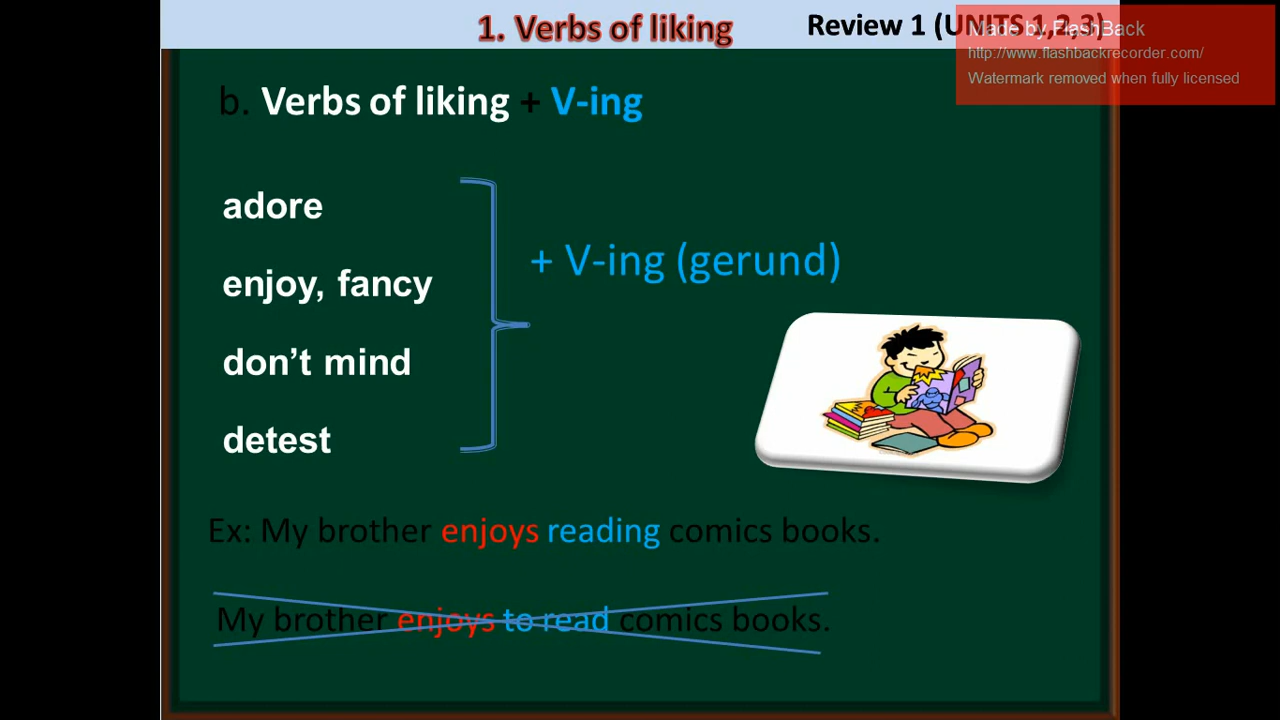 1. Verbs of liking
Review 1 (UNITS 1,2,3)
Made by FlashBack
http://www.flashbackrecorder.com/
Watermark removed when fully licensed
b. Verbs of liking + V-ing
adore
enjoy, fancy
don't mind
detest
+ V-ing (gerund)
Ex: My brother enjoys reading comics books.
My brother enjoys to read comics books.